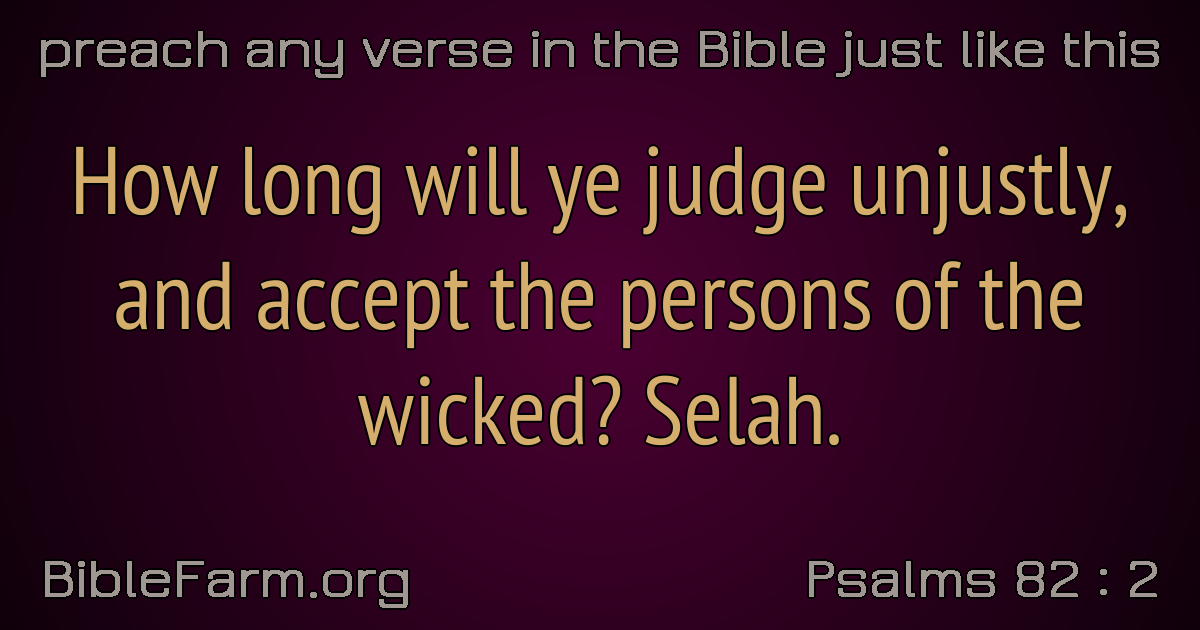 preach any verse in the Bible just like this
How long will ye judge unjustly,
and accept the persons of the
wicked? Selah.
BibleFarm.org
Psalms 82 : 2